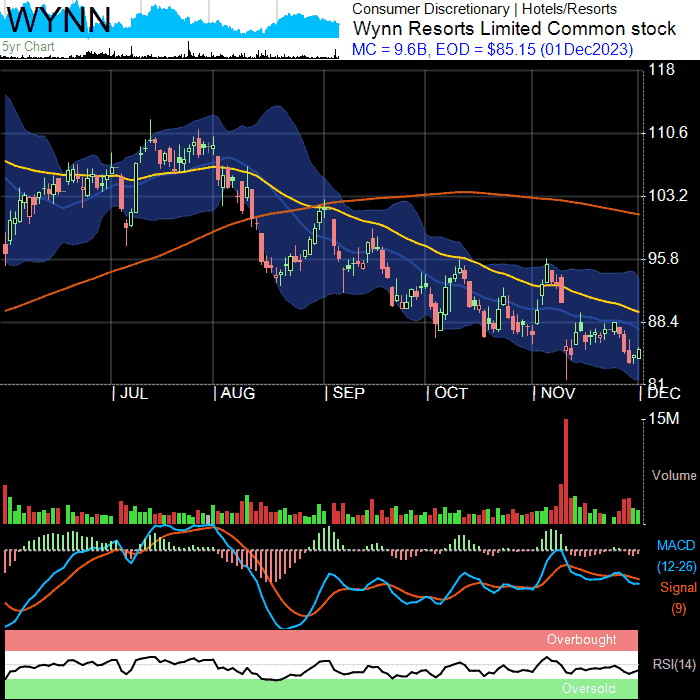 WYNN
5yr Chart
Consumer Discretionary | Hotels/Resorts
Wynn Resorts Limited Common stock
MC = 9.6B, EOD = $85.15 (01Dec2023)
118
110.6
103.2
95.8
88.4
81
JUL AUG SEP OCT NOV DEC
15M
Volume
MACD
(12-26)
Signal
(9)
Overbought
RSI(14)
Oversold